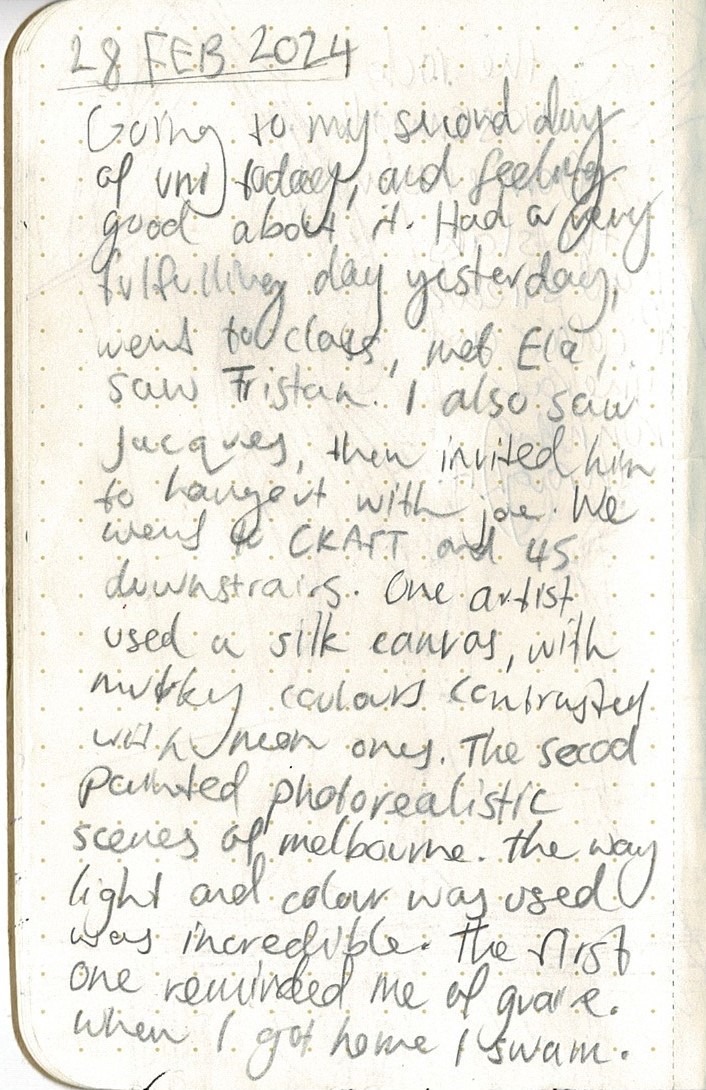 28 FEB 2024
Going to my second day
of uni today, and feeling
good about it. Had a very
fulfilling day yesterday,
went to class, met Ela,
saw Tristan. I also saw
Jacques, then invited him
to hangout with joe. We
went to CRAFT and 45
downstrairs. One artist
used a silk canvas, with
murky colours contrasted
with neon ones. The secod
painted photorealistic
scenes of melbourne. the way
light and colour was used
was incredible. The first
one reminded me of
When I got home I swam.